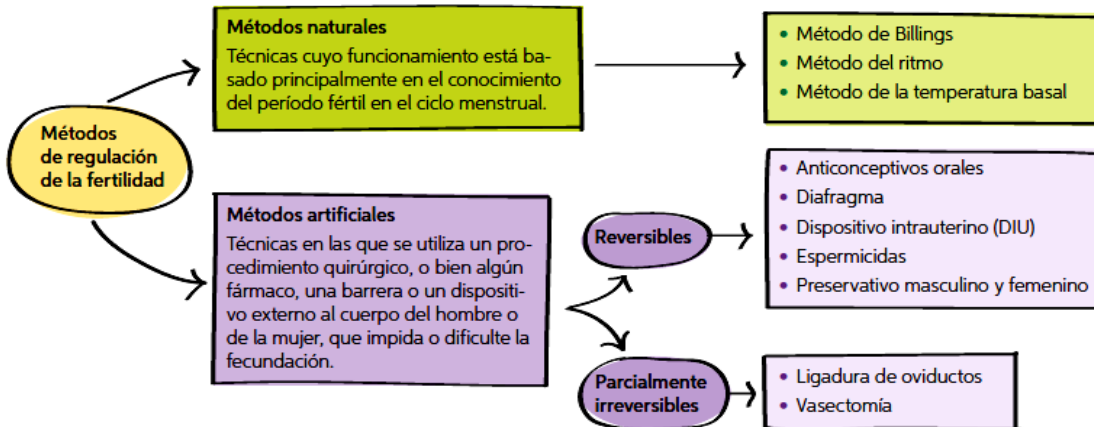 Métodos
de regulación
de la fertilidad
Métodos naturales
Técnicas cuyo funcionamiento está ba-
sado principalmente en el conocimiento
del período fértil en el ciclo menstrual.
• Método de Billings
• Método del ritmo
• Método de la temperatura basal
Métodos artificiales
Técnicas en las que se utiliza un pro-
cedimiento quirúrgico, o bien algún
fármaco, una barrera o un dispositi-
vo externo al cuerpo del hombre o
de la mujer, que impida o dificulte la
fecundación.
Reversibles
• Anticonceptivos orales
• Diafragma
• Dispositivo intrauterino (DIU)
• Espermicidas
• Preservativo masculino y femenino
Parcialmente
irreversibles
• Ligadura de oviductos
• Vasectomía